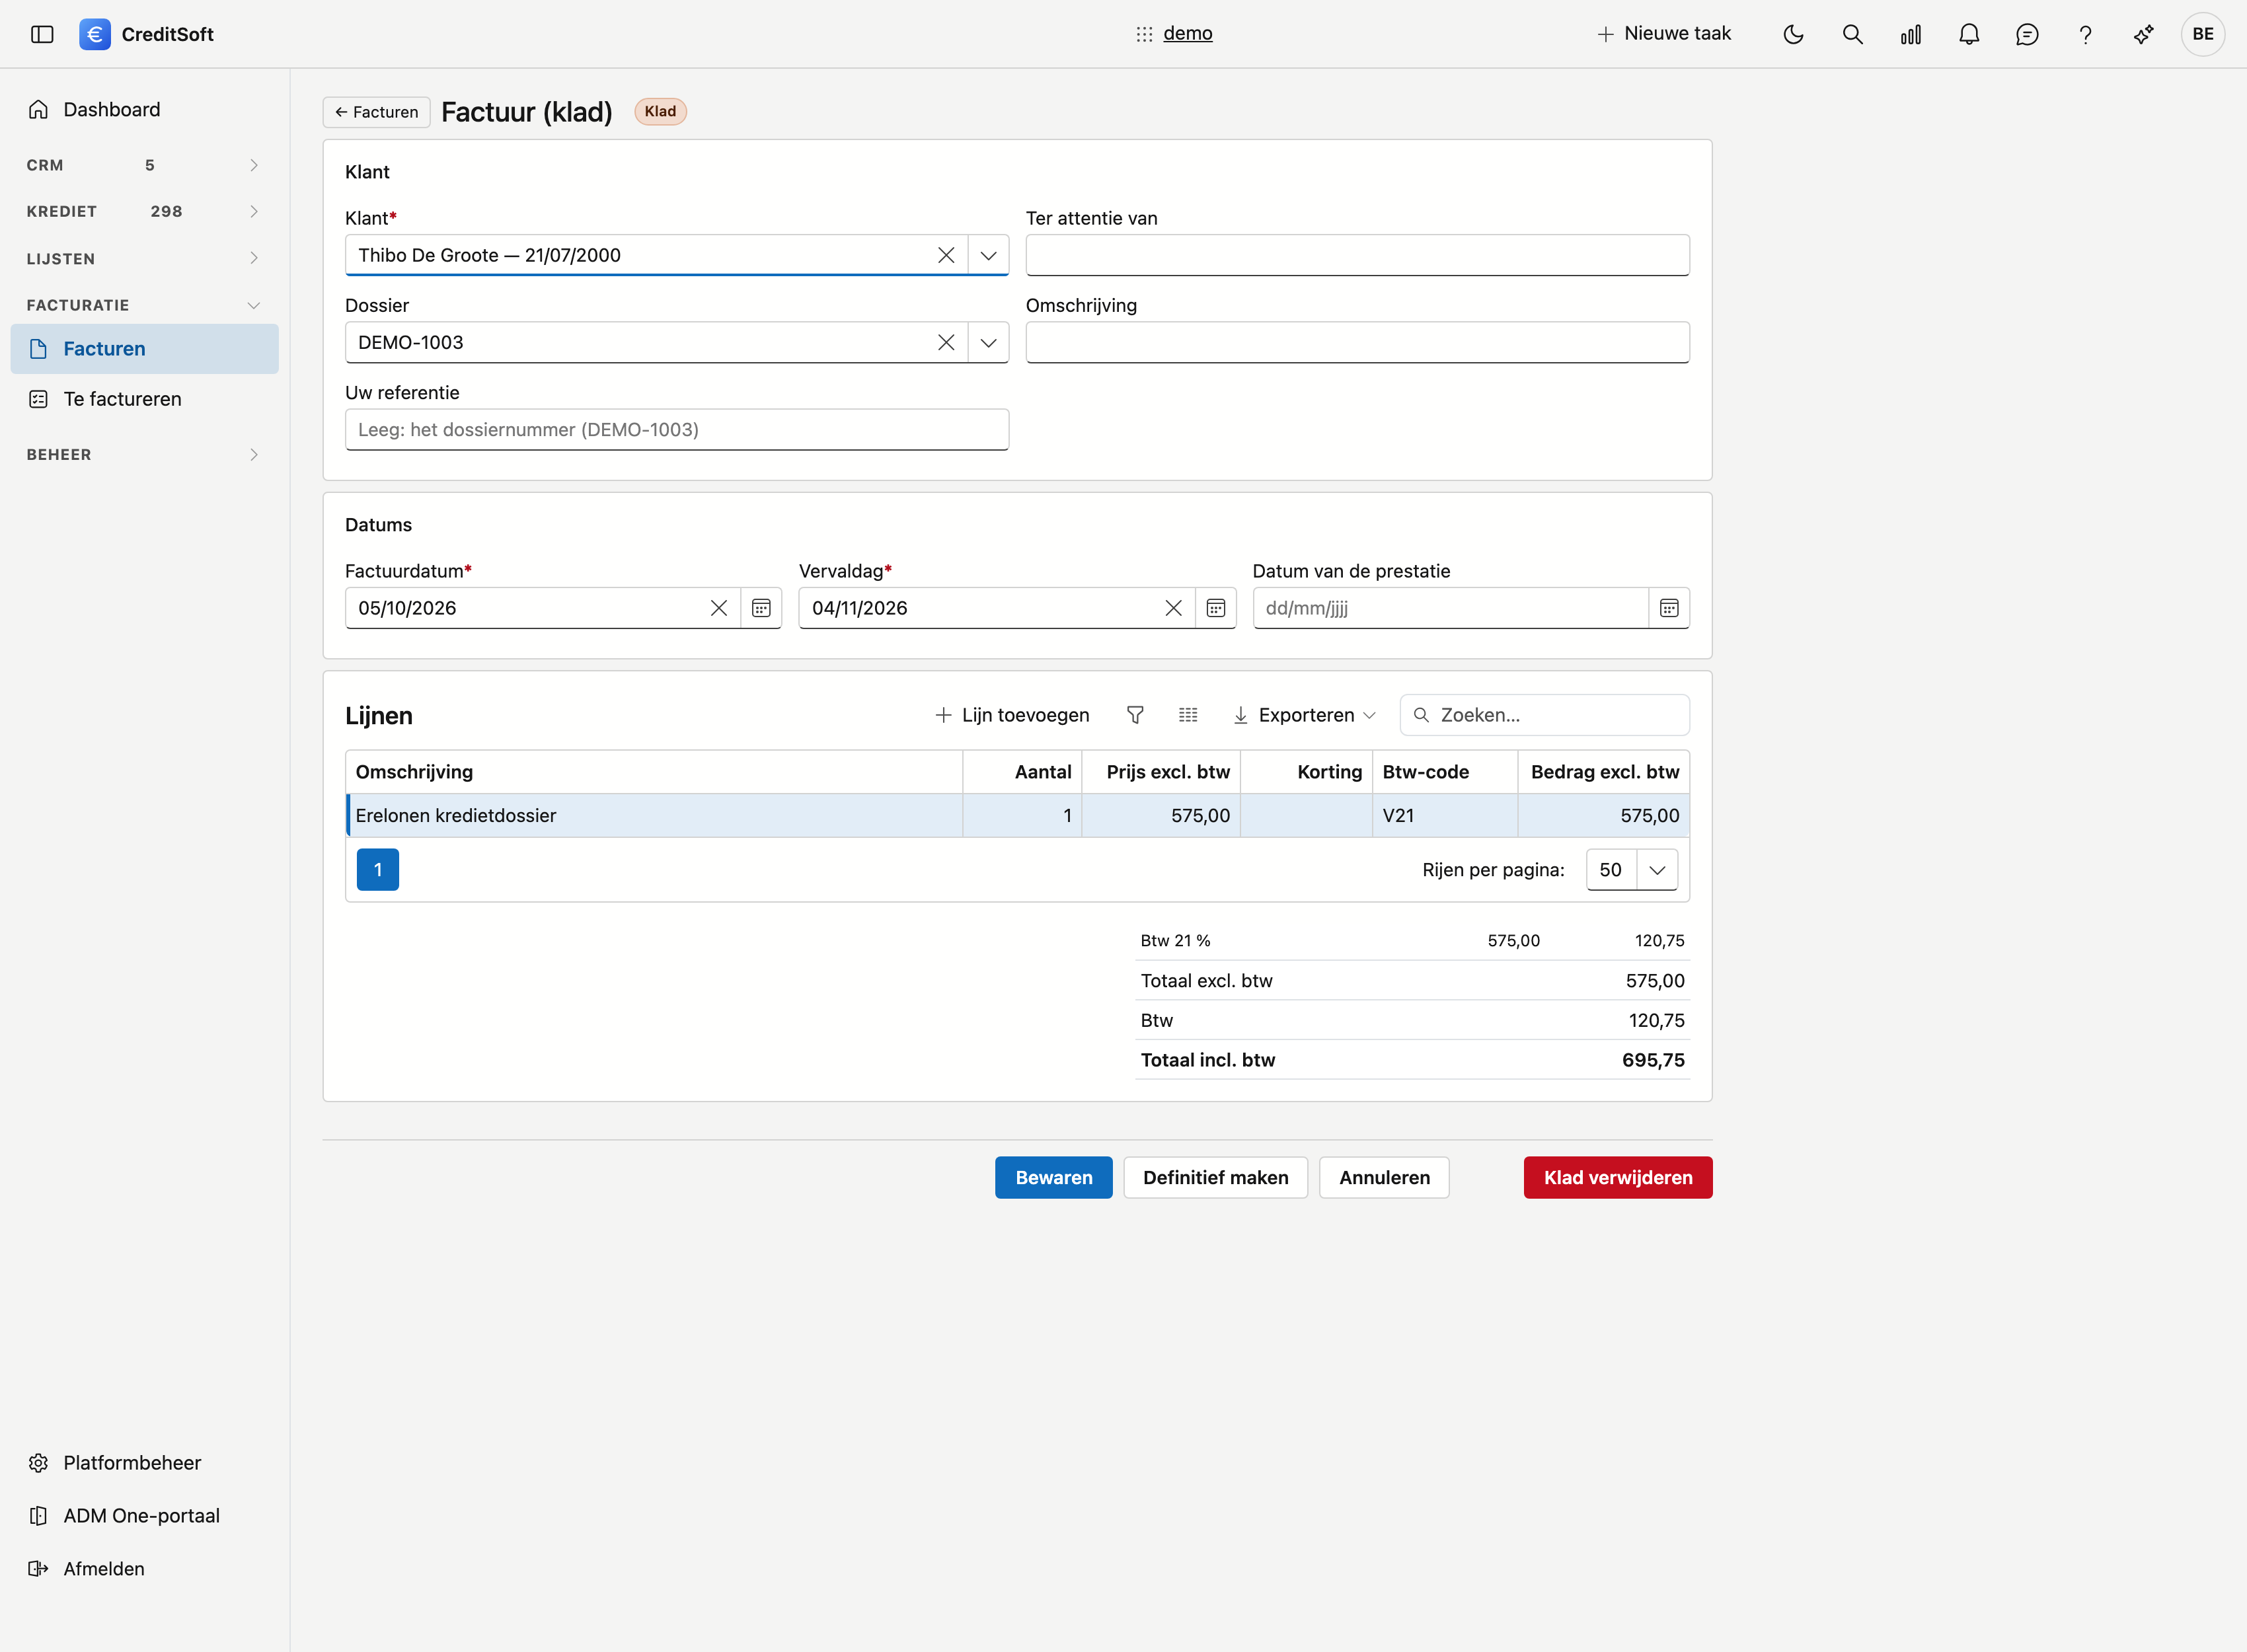 CreditSoft
demo
Nieuwe taak
BE
Dashboard
CRM 5
KREDIET 298
LIJSTEN
FACTURATIE
Facturen
Te factureren
BEHEER
Platformbeheer
ADM One-portaal
Afmelden
← Facturen
Factuur (klad)
Klad
Klant
Klant*
Ter attentie van
Thibo De Groote — 21/07/2000
Dossier
Omschrijving
DEMO-1003
Uw referentie
Leeg: het dossiernummer (DEMO-1003)
Datums
Factuurdatum*
Vervaldag*
Datum van de prestatie
05/10/2026
04/11/2026
dd/mm/jjjj
Lijnen
Lijn toevoegen
Exporteren
Zoeken...
Omschrijving Aantal Prijs excl. btw Korting Btw-code Bedrag excl. btw
Erelonen kredietdossier 1 575,00 V21 575,00
1
Rijen per pagina: 50
Btw 21 % 575,00 120,75
Totaal excl. btw 575,00
Btw 120,75
Totaal incl. btw 695,75
Bewaren
Definitief maken
Annuleren
Klad verwijderen